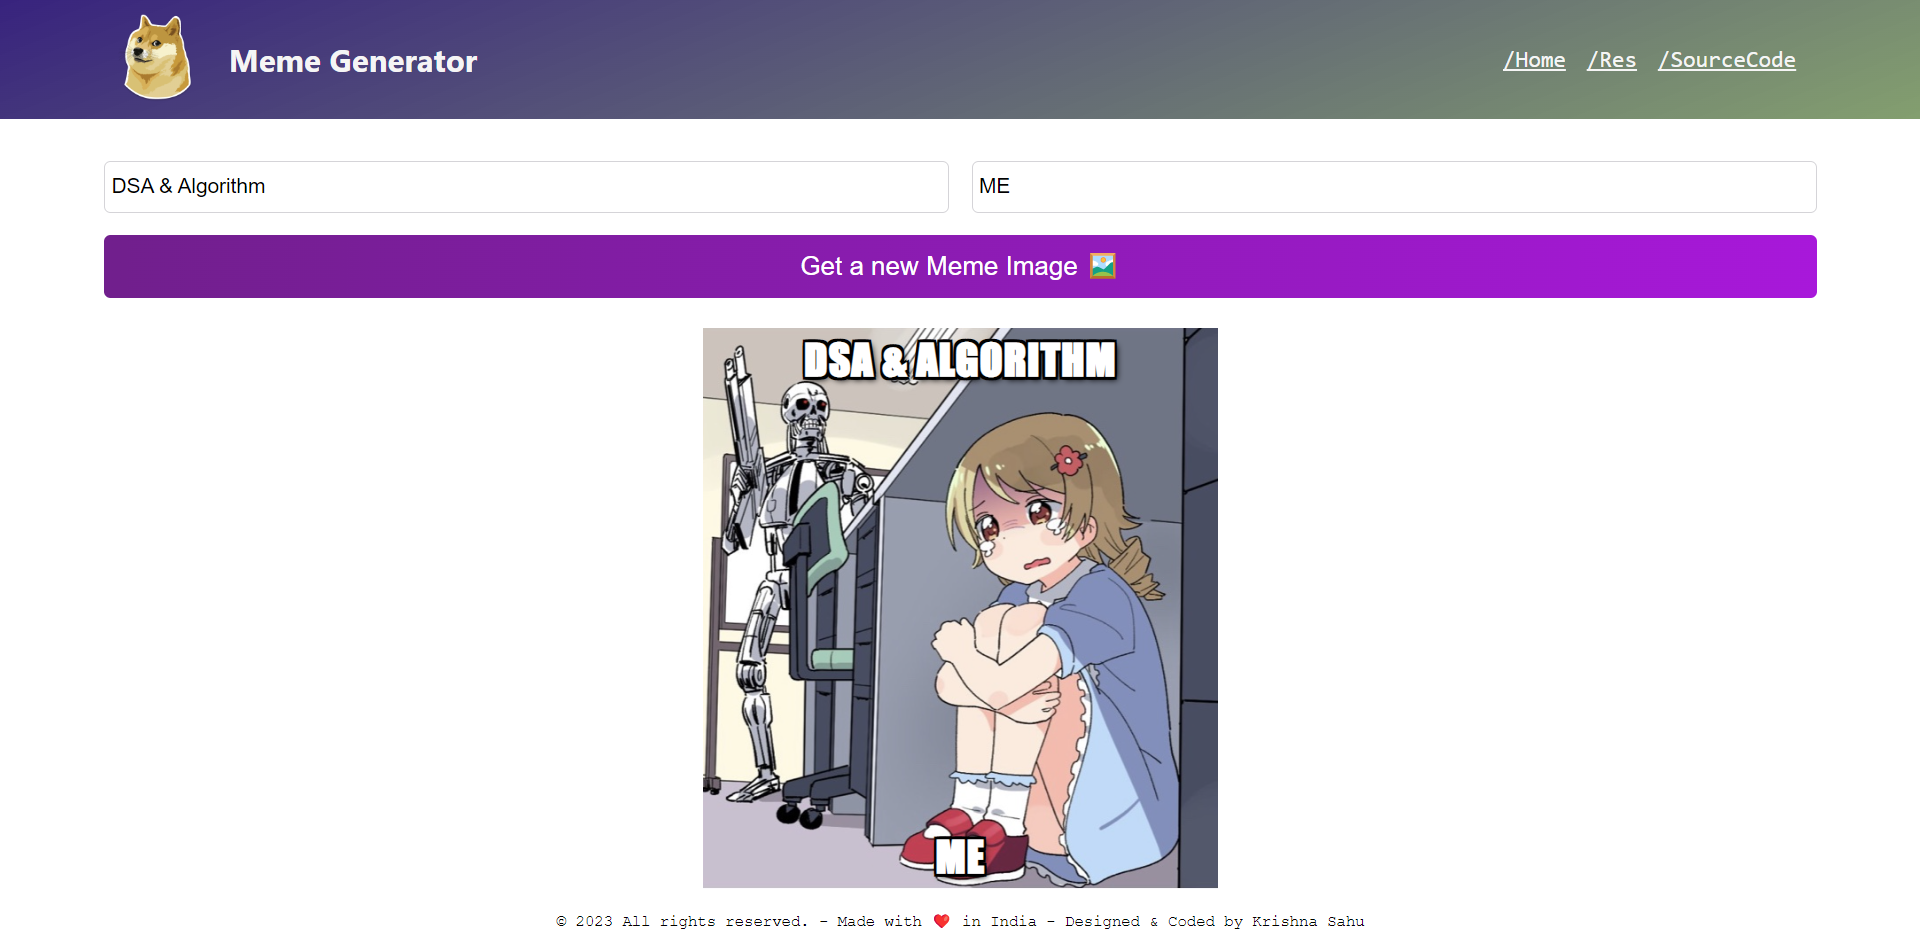 Meme Generator
/Home /Res /SourceCode
DSA & Algorithm
ME
Get a new Meme Image
DSA & ALGORITHM
ME
© 2023 All rights reserved. - Made with ❤️ in India - Designed & Coded by Krishna Sahu